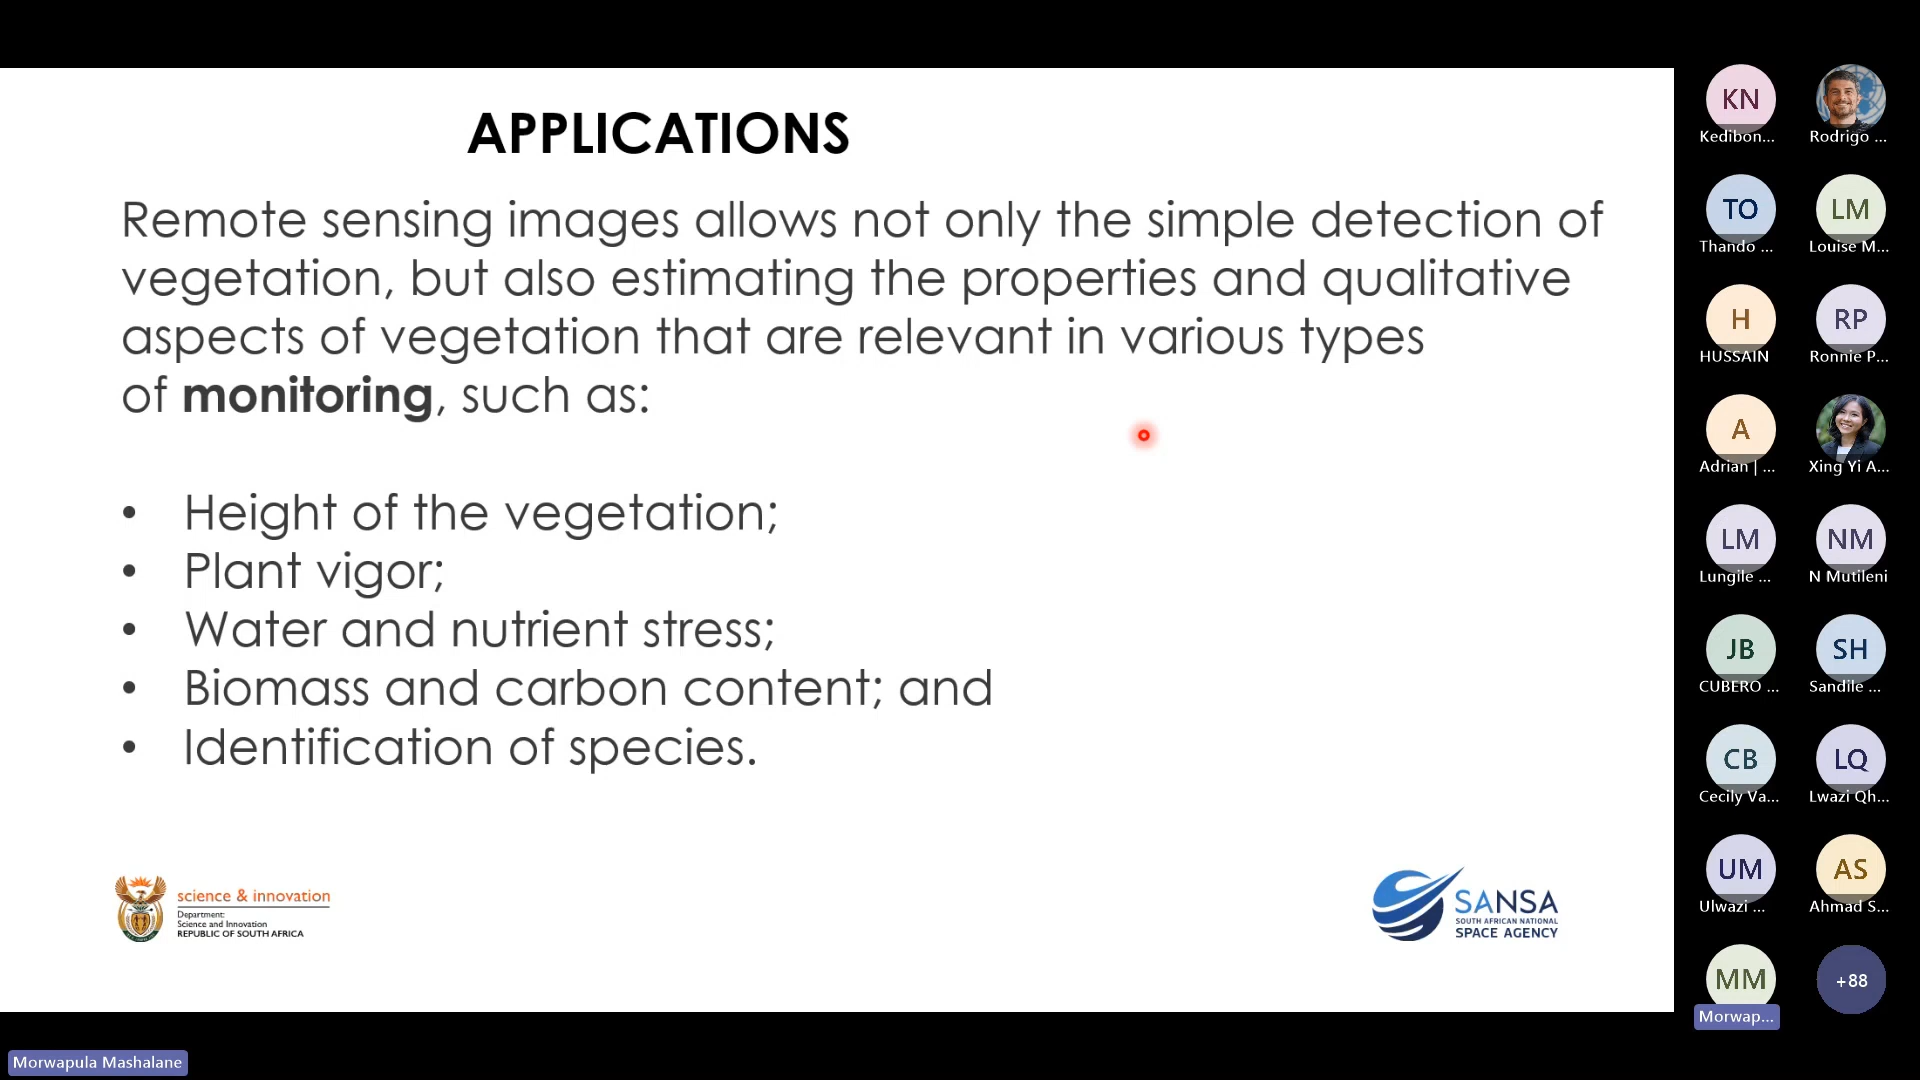 APPLICATIONS
Remote sensing images allows not only the simple detection of
vegetation, but also estimating the properties and qualitative
aspects of vegetation that are relevant in various types
of monitoring, such as:
• Height of the vegetation;
• Plant vigor;
• Water and nutrient stress;
• Biomass and carbon content; and
• Identification of species.
science & innovation
Department:
Science and Innovation
REPUBLIC OF SOUTH AFRICA
SANSA
SOUTH AFRICAN NATIONAL
SPACE AGENCY
KN
Kedibon...
Rodrigo ...
TO
Thando ...
LM
Louise M...
H
HUSSAIN
RP
Ronnie P...
A
Adrian | ...
Xing Yi A...
LM
Lungile ...
NM
N Mutileni
JB
CUBERO ...
SH
Sandile ...
CB
Cecily Va...
LQ
Lwazi Qh...
UM
Ulwazi ...
AS
Ahmad S...
MM
Morwap...
+88
Morwapula Mashalane